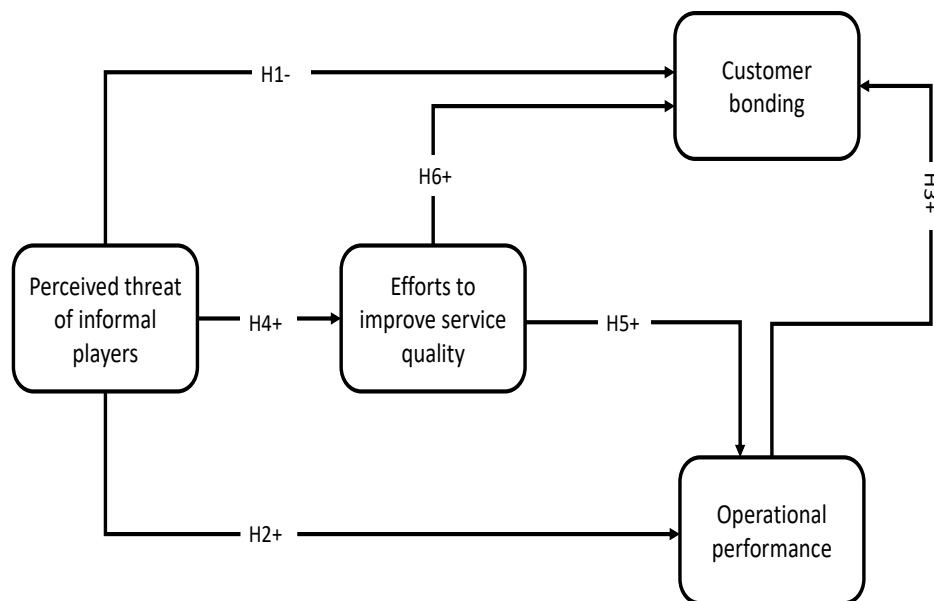 H1-
Customer
bonding
H6+
H3+
Perceived threat
of informal
players
H4+
Efforts to
improve service
quality
H5+
H2+
Operational
performance